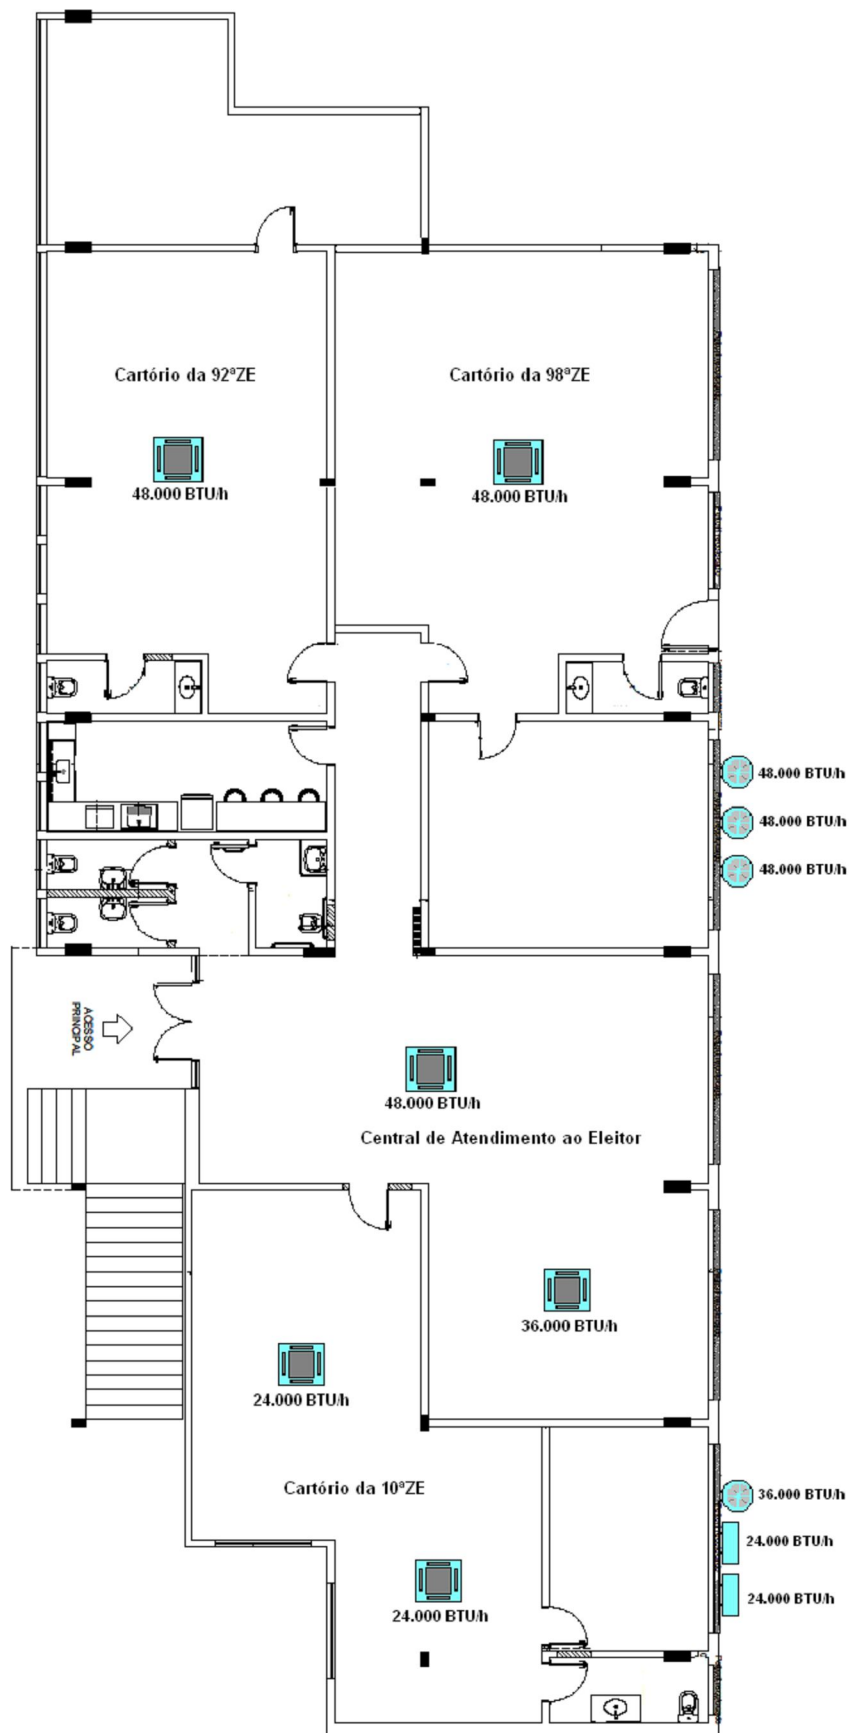 Cartório da 92ªZE
Cartório da 98ªZE
48.000 BTU/h
48.000 BTU/h
48.000 BTU/h
48.000 BTU/h
48.000 BTU/h
ACESSO
PRINCIPAL
48.000 BTU/h
Central de Atendimento ao Eleitor
36.000 BTU/h
24.000 BTU/h
Cartório da 10ªZE
36.000 BTU/h
24.000 BTU/h
24.000 BTU/h
24.000 BTU/h